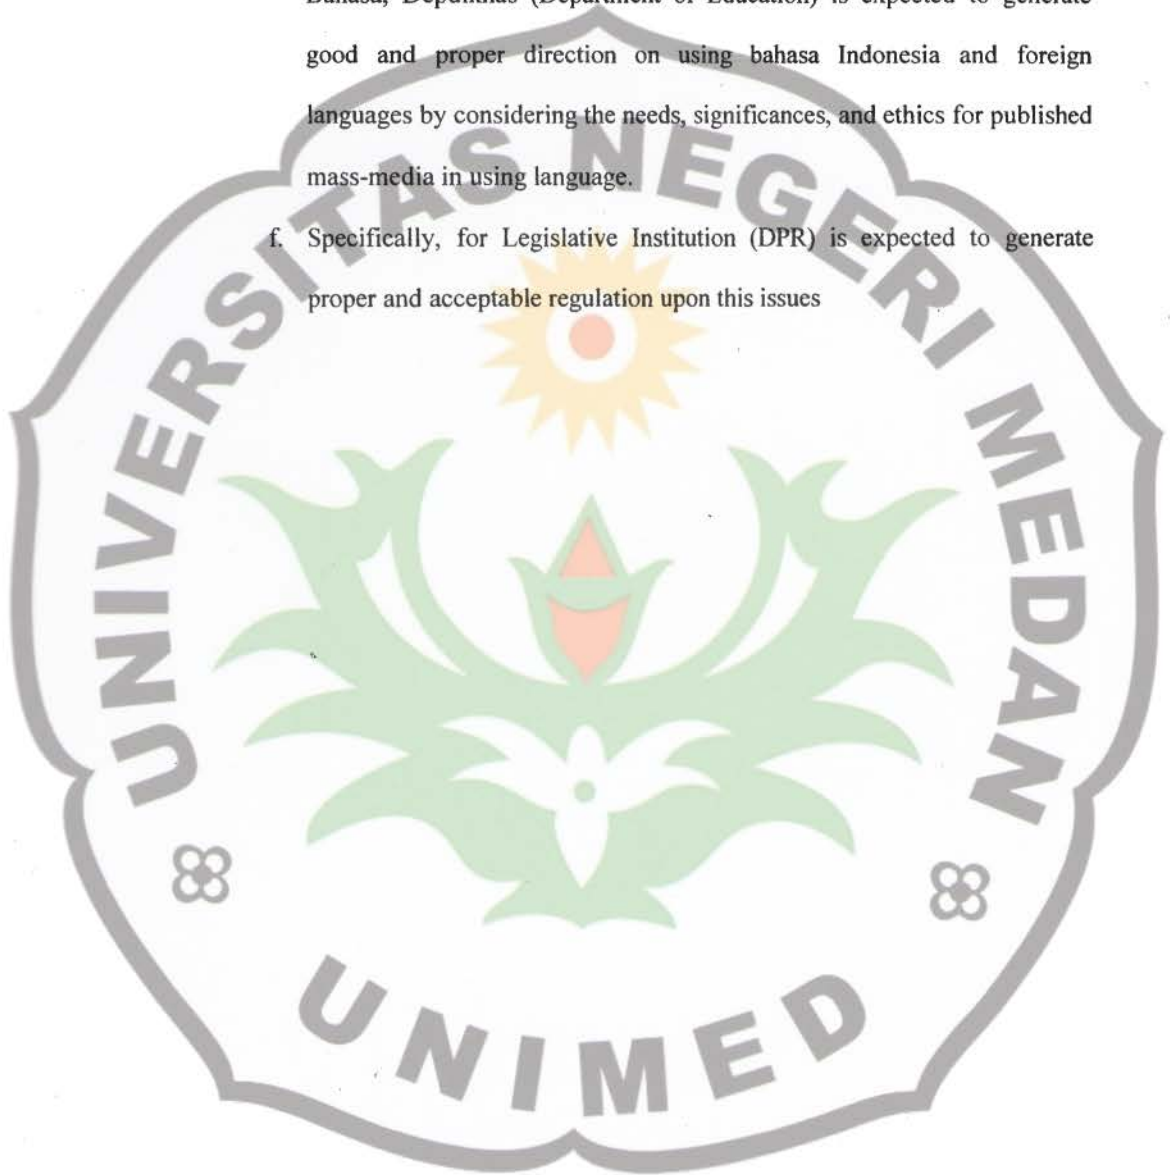 Bahasa, Depdiknas (Department of Education) is expected to generate
good and proper direction on using bahasa Indonesia and foreign
languages by considering the needs, significances, and ethics for published
mass-media in using language.
f. Specifically, for Legislative Institution (DPR) is expected to generate
proper and acceptable regulation upon this issues
UNIVERSITAS NEGERI MEDAN
UNIMED